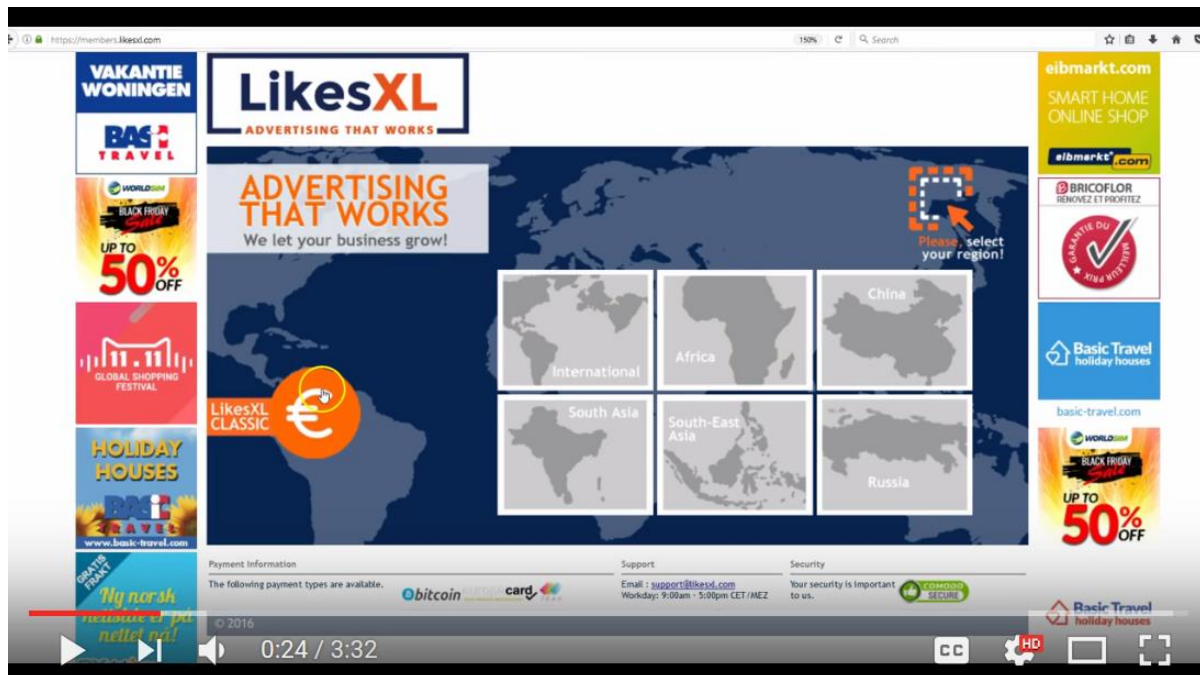 https://members.likesxl.com
150%
Search
VAKANTIE
WONINGEN
TRAVEL
WORLDSIM
BLACK FRIDAY
Sale
UP TO
50%
OFF
11.11
GLOBAL SHOPPING
FESTIVAL
HOLIDAY
HOUSES
TRAVEL
www.basic-travel.com
GRATIS
FRAKT
Ny norsk
nettside er på
nettet nå!
LikesXL
ADVERTISING THAT WORKS
ADVERTISING
THAT WORKS
We let your business grow!
Please, select
your region!
International
Africa
China
South Asia
South-East
Asia
Russia
LikesXL
CLASSIC
€
Payment Information
The following payment types are available.
bitcoin
card
Support
Email : support@likesxl.com
Workday: 9:00am - 5:00pm CET/MEZ
Security
Your security is important
to us.
COMODO
SECURE
© 2016
eibmarkt.com
SMART HOME
ONLINE SHOP
eibmarkt.com
BRICOFLOR
RÉNOVEZ ET PROFITEZ
GARANTIE DU
MEILLEUR
PRIX
Basic Travel
holiday houses
basic-travel.com
WORLDSIM
BLACK FRIDAY
Sale
UP TO
50%
OFF
Basic Travel
holiday houses
0:24 / 3:32
CC
HD